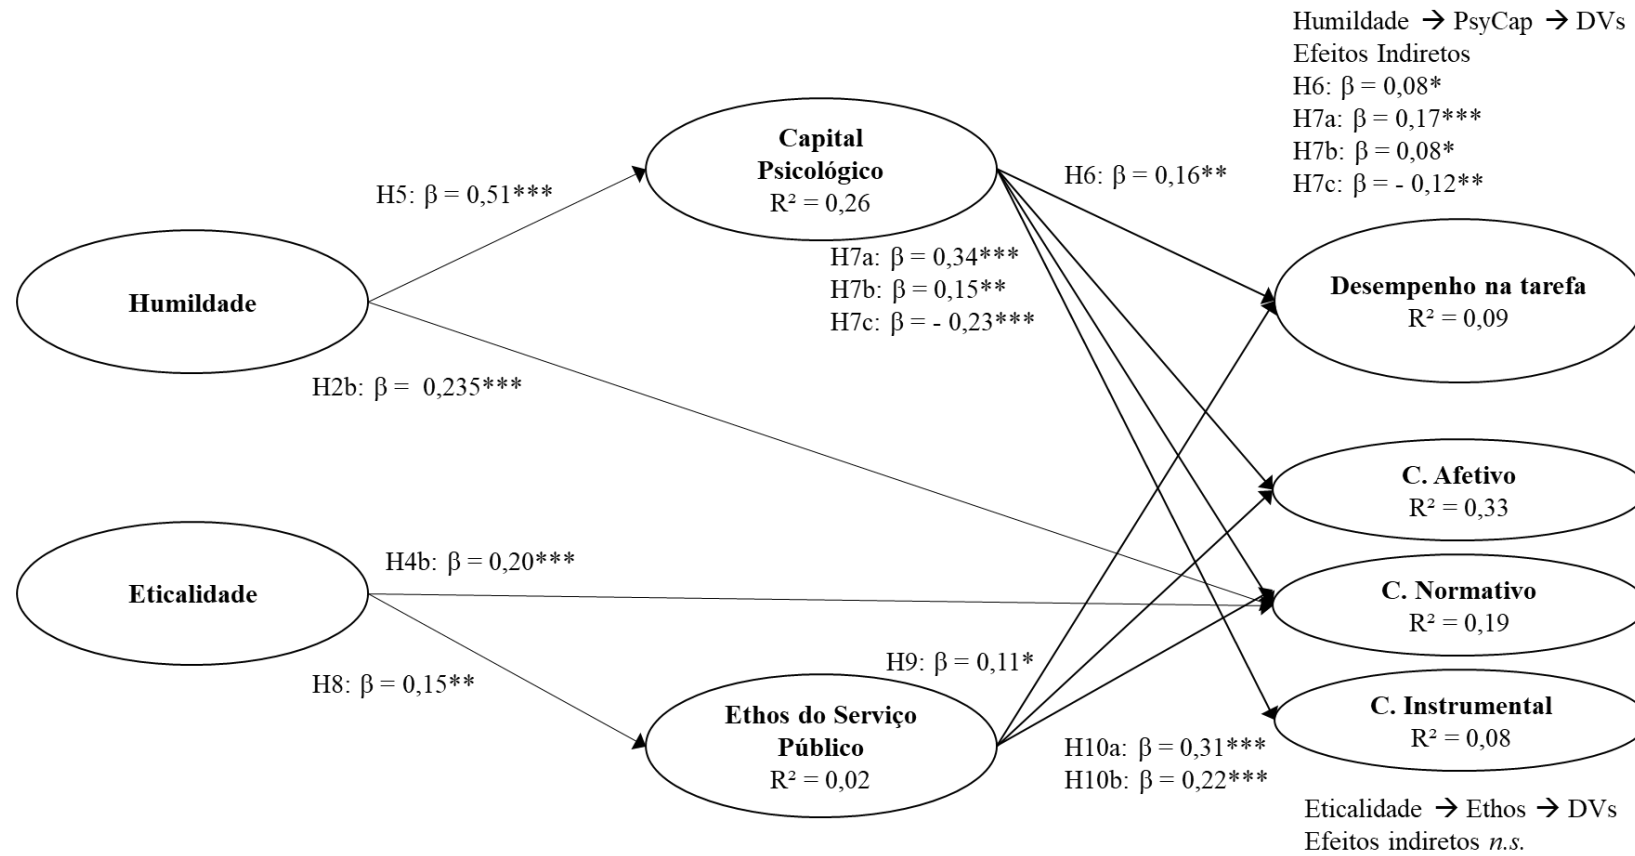 Humildade → PsyCap → DVs
Efeitos Indiretos
H6: β = 0,08*
H7a: β = 0,17***
H7b: β = 0,08*
H7c: β = - 0,12**
Capital
Psicológico
R² = 0,26
H5: β = 0,51***
H6: β = 0,16**
H7a: β = 0,34***
H7b: β = 0,15**
H7c: β = - 0,23***
Humildade
Desempenho na tarefa
R² = 0,09
H2b: β = 0,235***
C. Afetivo
R² = 0,33
H4b: β = 0,20***
Eticalidade
C. Normativo
R² = 0,19
H8: β = 0,15**
H9: β = 0,11*
Ethos do Serviço
Público
R² = 0,02
C. Instrumental
R² = 0,08
H10a: β = 0,31***
H10b: β = 0,22***
Eticalidade → Ethos → DVs
Efeitos indiretos n.s.